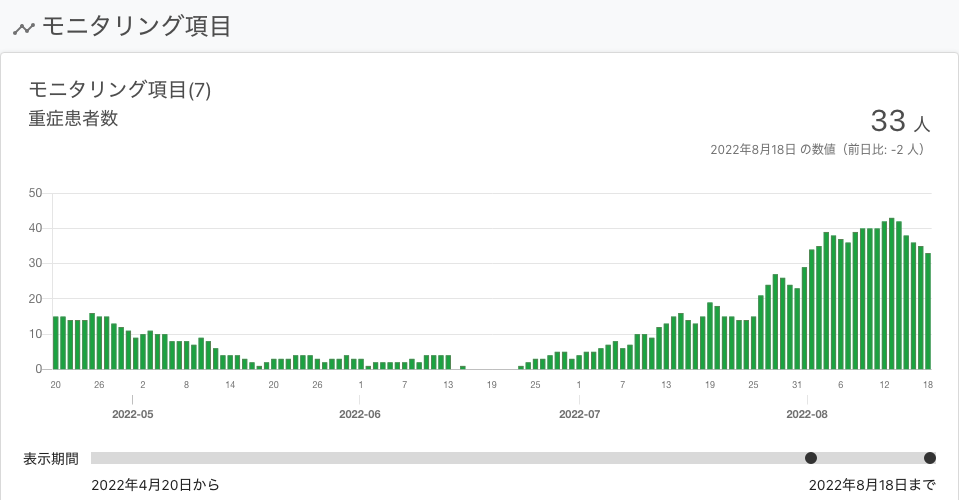 モニタリング項目
モニタリング項目(7)
重症患者数
33 人
2022年8月18日 の数値（前日比: -2 人）
50
40
30
20
10
0
20 26 2 8 14 20 26 1 7 13 19 25 1 7 13 19 25 31 6 12 18
2022-05 2022-06 2022-07 2022-08
表示期間
2022年4月20日から 2022年8月18日まで